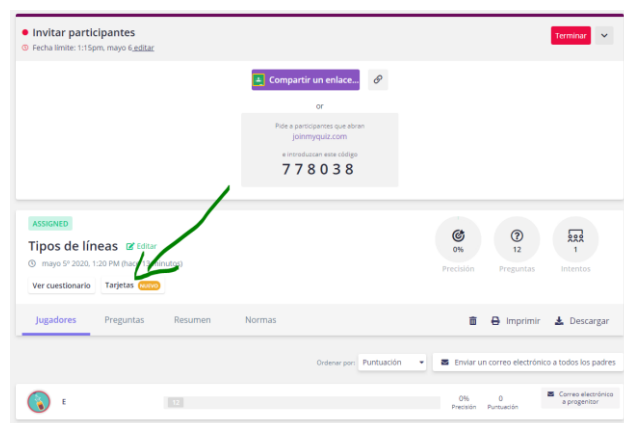 Invitar participantes
Fecha límite: 1:15pm, mayo 6 editar
Terminar
Compartir un enlace...
or
Pide a participantes que abran
joinmyquiz.com
e introduzcan este código
778038
ASSIGNED
Tipos de líneas Editar
mayo 5º 2020, 1:20 PM (hace 13 minutos)
Ver cuestionario Tarjetas NUEVO
0% 12 1
Precisión Preguntas Intentos
Jugadores Preguntas Resumen Normas Imprimir Descargar
Ordenar por: Puntuación Enviar un correo electrónico a todos los padres
E 12 0% 0 Correo electrónico
Precisión Puntuación a progenitor